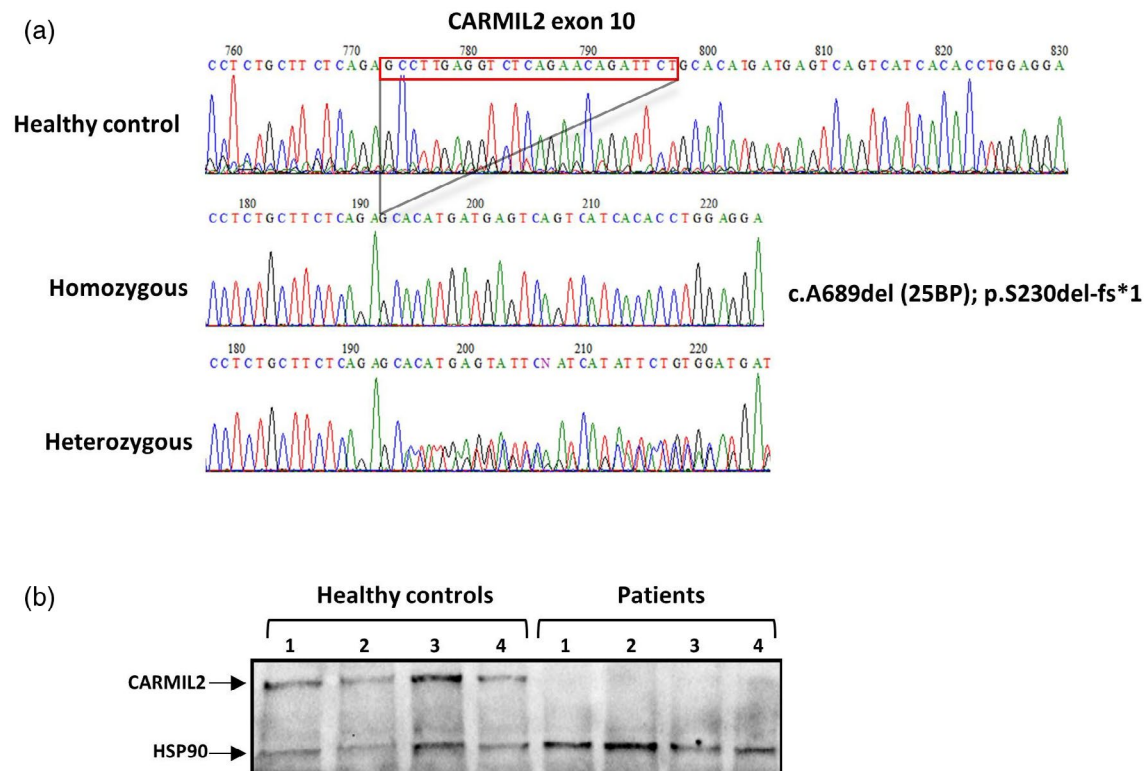 (a)
CARMIL2 exon 10
760 770 780 790 800 810 820 830
CCTCTGCTTCTCAGAGCCTTGAGGTCTCAGAACAGATTCTGCACATGATGAGTCAGTCATCACACCTGGAGGA
Healthy control
180 190 200 210 220
CCTCTGCTTCTCAGAGCACATGATGAGTCAGTCATCACACCTGGAGGA
Homozygous
c.A689del (25BP); p.S230del-fs*1
180 190 200 210 220
CCTCTGCTTCTCAGAGCACATGAGTATTCNATCATATTCTGTGGATGAT
Heterozygous
(b)
Healthy controls Patients
1 2 3 4 1 2 3 4
CARMIL2
HSP90